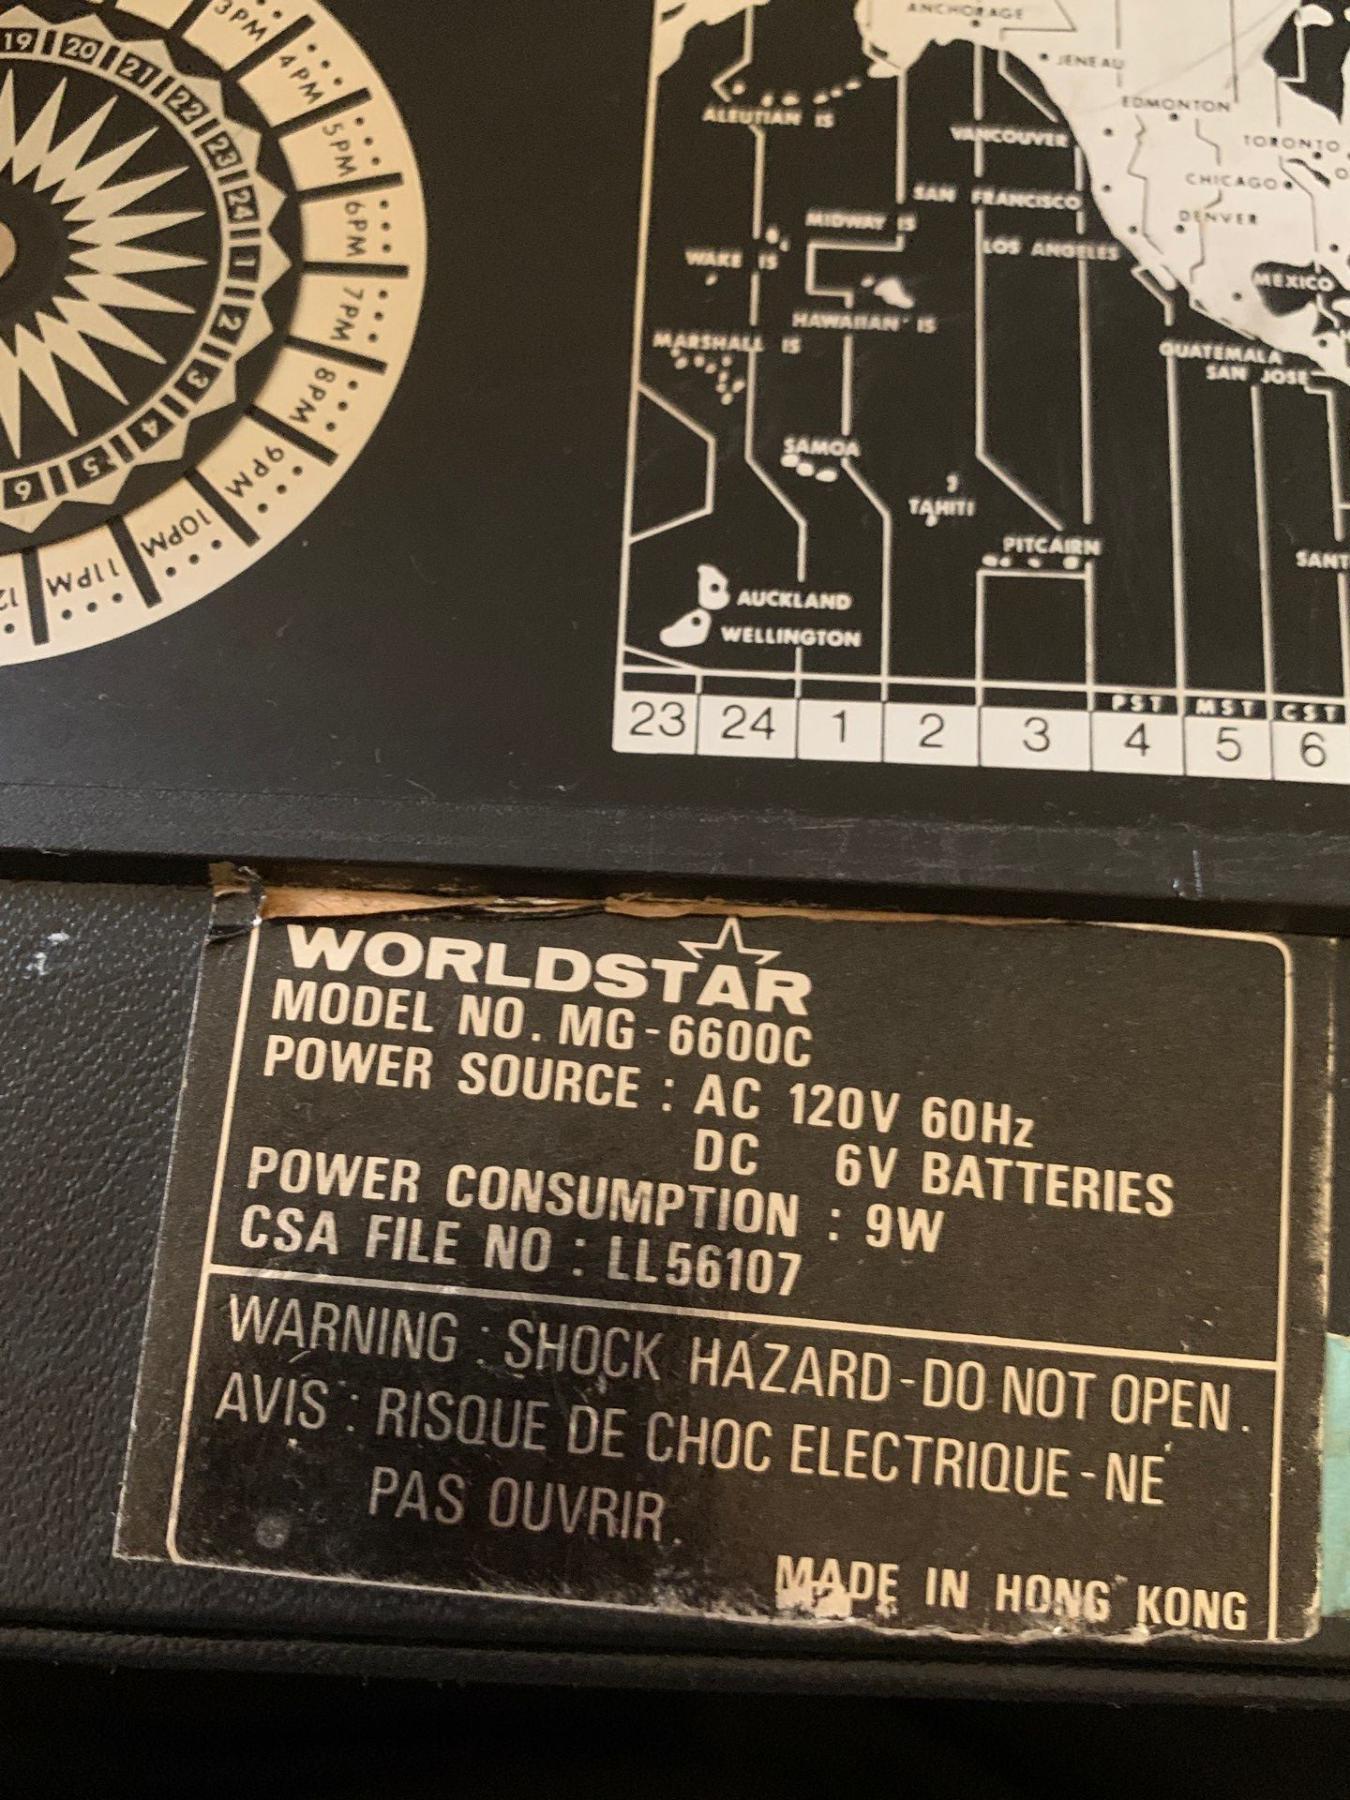 19 20 21 22 23 24 1 2 3 4 5 6
3PM
4PM
5PM
6PM
7PM
8PM
9PM
10PM
11PM
ANCHORAGE
JENEAU
ALEUTIAN IS
EDMONTON
VANCOUVER
TORONTO
CHICAGO
SAN FRANCISCO
MIDWAY IS
DENVER
LOS ANGELES
WAKE IS
MEXICO
HAWAIIAN IS
MARSHALL IS
GUATEMALA
SAN JOSE
SAMOA
TAHITI
PITCAIRN
SANT
AUCKLAND
WELLINGTON
PST MST CST
23 24 1 2 3 4 5 6
WORLDSTAR
MODEL NO. MG-6600C
POWER SOURCE : AC 120V 60Hz
DC 6V BATTERIES
POWER CONSUMPTION : 9W
CSA FILE NO : LL56107
WARNING : SHOCK HAZARD-DO NOT OPEN.
AVIS : RISQUE DE CHOC ELECTRIQUE-NE
PAS OUVRIR.
MADE IN HONG KONG